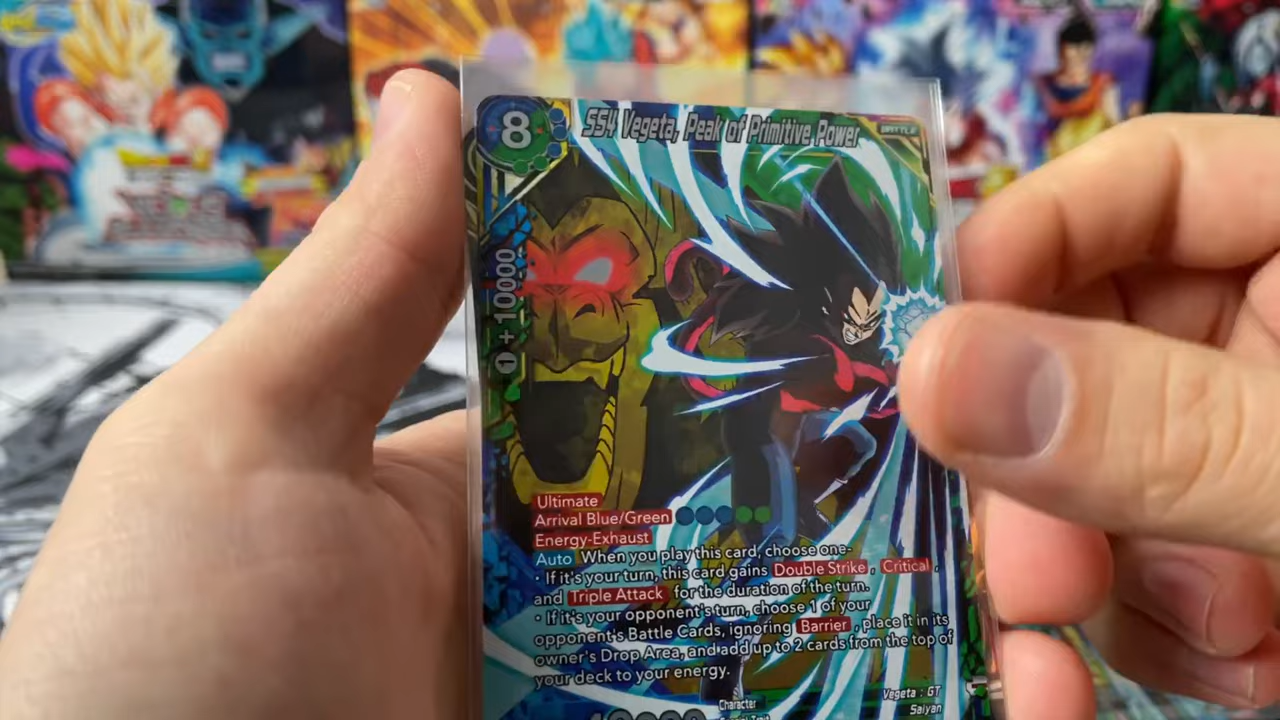 8
SS4 Vegeta, Peak of Primitive Power
BATTLE
1 + 10000
Ultimate
Arrival Blue/Green
Energy-Exhaust
Auto When you play this card, choose one-
· If it's your turn, this card gains Double Strike , Critical ,
and Triple Attack for the duration of the turn.
· If it's your opponent's turn, choose 1 of your
opponent's Battle Cards, ignoring Barrier , place it in its
owner's Drop Area, and add up to 2 cards from the top of
your deck to your energy.
Character
Vegeta : GT
Saiyan